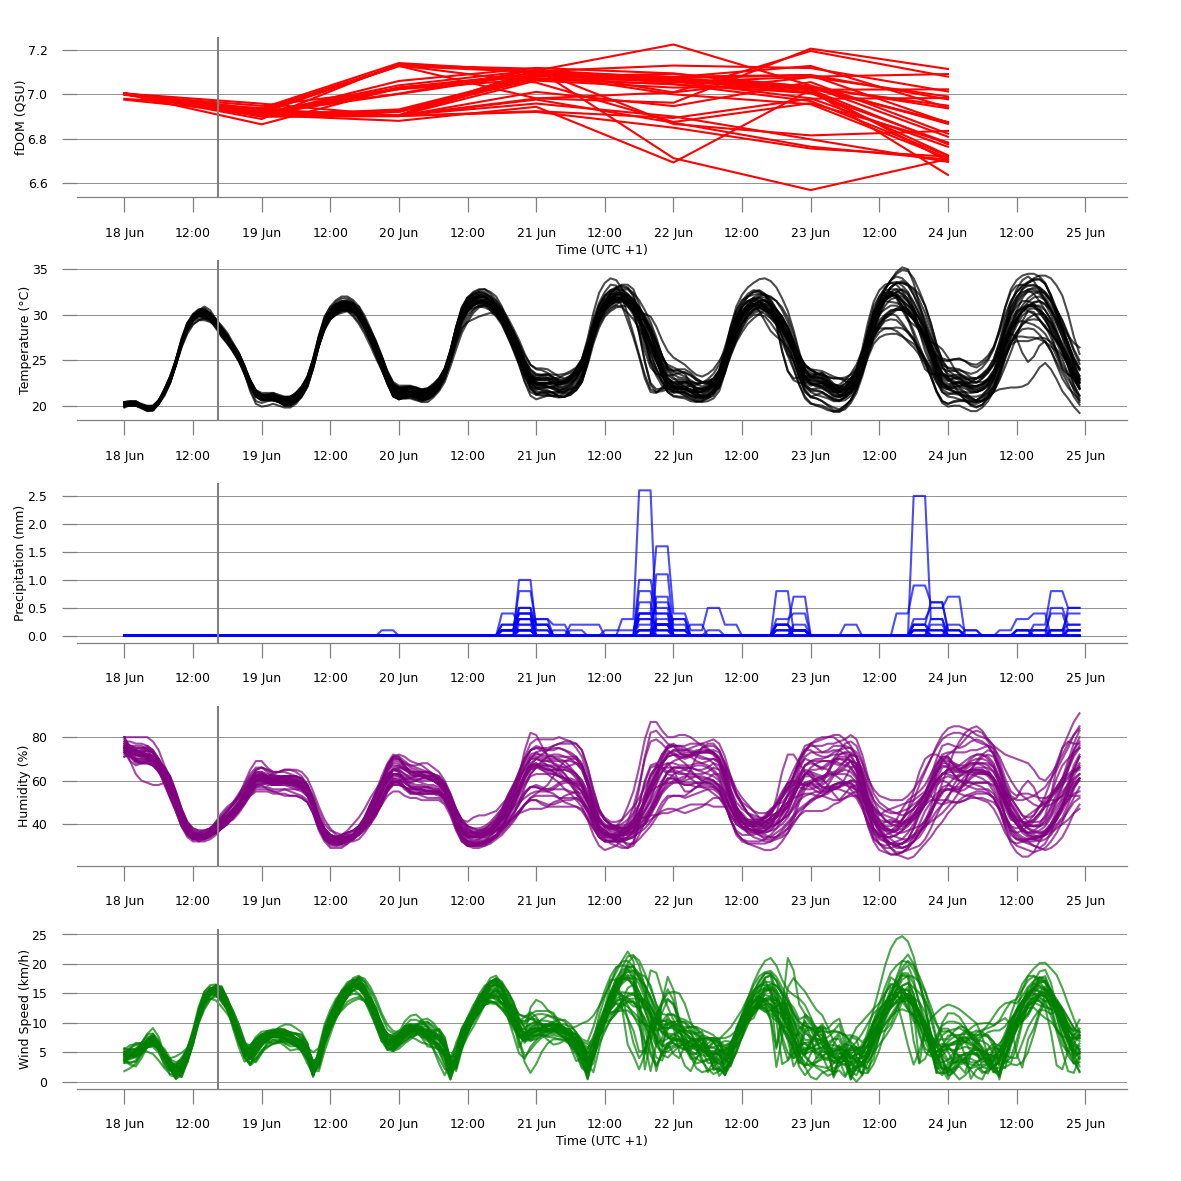 fDOM (QSU)
7.2
7.0
6.8
6.6
18 Jun 12:00 19 Jun 12:00 20 Jun 12:00 21 Jun 12:00 22 Jun 12:00 23 Jun 12:00 24 Jun 12:00 25 Jun
Time (UTC +1)
Temperature (°C)
35
30
25
20
18 Jun 12:00 19 Jun 12:00 20 Jun 12:00 21 Jun 12:00 22 Jun 12:00 23 Jun 12:00 24 Jun 12:00 25 Jun
Precipitation (mm)
2.5
2.0
1.5
1.0
0.5
0.0
18 Jun 12:00 19 Jun 12:00 20 Jun 12:00 21 Jun 12:00 22 Jun 12:00 23 Jun 12:00 24 Jun 12:00 25 Jun
Humidity (%)
80
60
40
18 Jun 12:00 19 Jun 12:00 20 Jun 12:00 21 Jun 12:00 22 Jun 12:00 23 Jun 12:00 24 Jun 12:00 25 Jun
Wind Speed (km/h)
25
20
15
10
5
0
18 Jun 12:00 19 Jun 12:00 20 Jun 12:00 21 Jun 12:00 22 Jun 12:00 23 Jun 12:00 24 Jun 12:00 25 Jun
Time (UTC +1)